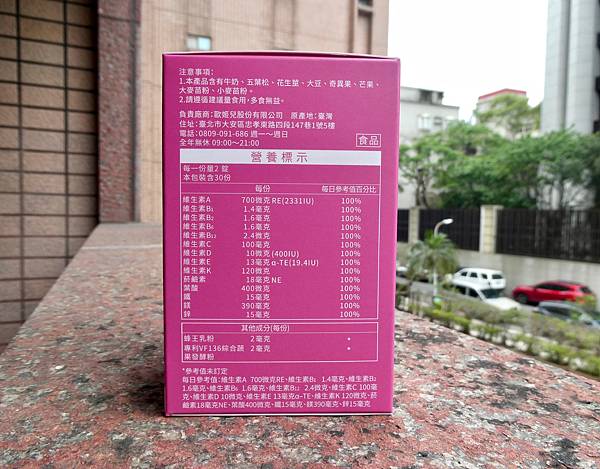 注意事項：
1.本產品含有牛奶、五葉松、花生莖、大豆、奇異果、芒果、
大麥苗粉、小麥苗粉。
2.請遵循建議量食用，多食無益。
負責廠商：歐姬兒股份有限公司 原產地：臺灣
住址：臺北市大安區忠孝東路四段147巷1號5樓
電話：0809-091-686 週一～週日
全年無休 09:00~21:00
食品
營養標示
每一份量2 錠
本包裝含30份
每份 每日參考值百分比
維生素A 700微克 RE(2331IU) 100%
維生素B₁ 1.4毫克 100%
維生素B₂ 1.6毫克 100%
維生素B₆ 1.6毫克 100%
維生素B₁₂ 2.4微克 100%
維生素C 100毫克 100%
維生素D 10微克(400IU) 100%
維生素E 13毫克 α-TE(19.4IU) 100%
維生素K 120微克 100%
菸鹼素 18毫克 NE 100%
葉酸 400微克 100%
鐵 15毫克 100%
鎂 390毫克 100%
鋅 15毫克 100%
其他成分(每份)
蜂王乳粉 2 毫克 *
專利VF136綜合蔬 2 毫克 *
果發酵粉
*參考值未訂定
每日參考值：維生素A 700微克RE、維生素B₁ 1.4毫克、維生素B₂
1.6毫克、維生素B₆ 1.6毫克、維生素B₁₂ 2.4微克、維生素C 100毫
克、維生素D 10微克、維生素E 13毫克α-TE、維生素K 120微克、菸
鹼素18毫克NE、葉酸400微克、鐵15毫克、鎂390毫克、鋅15毫克